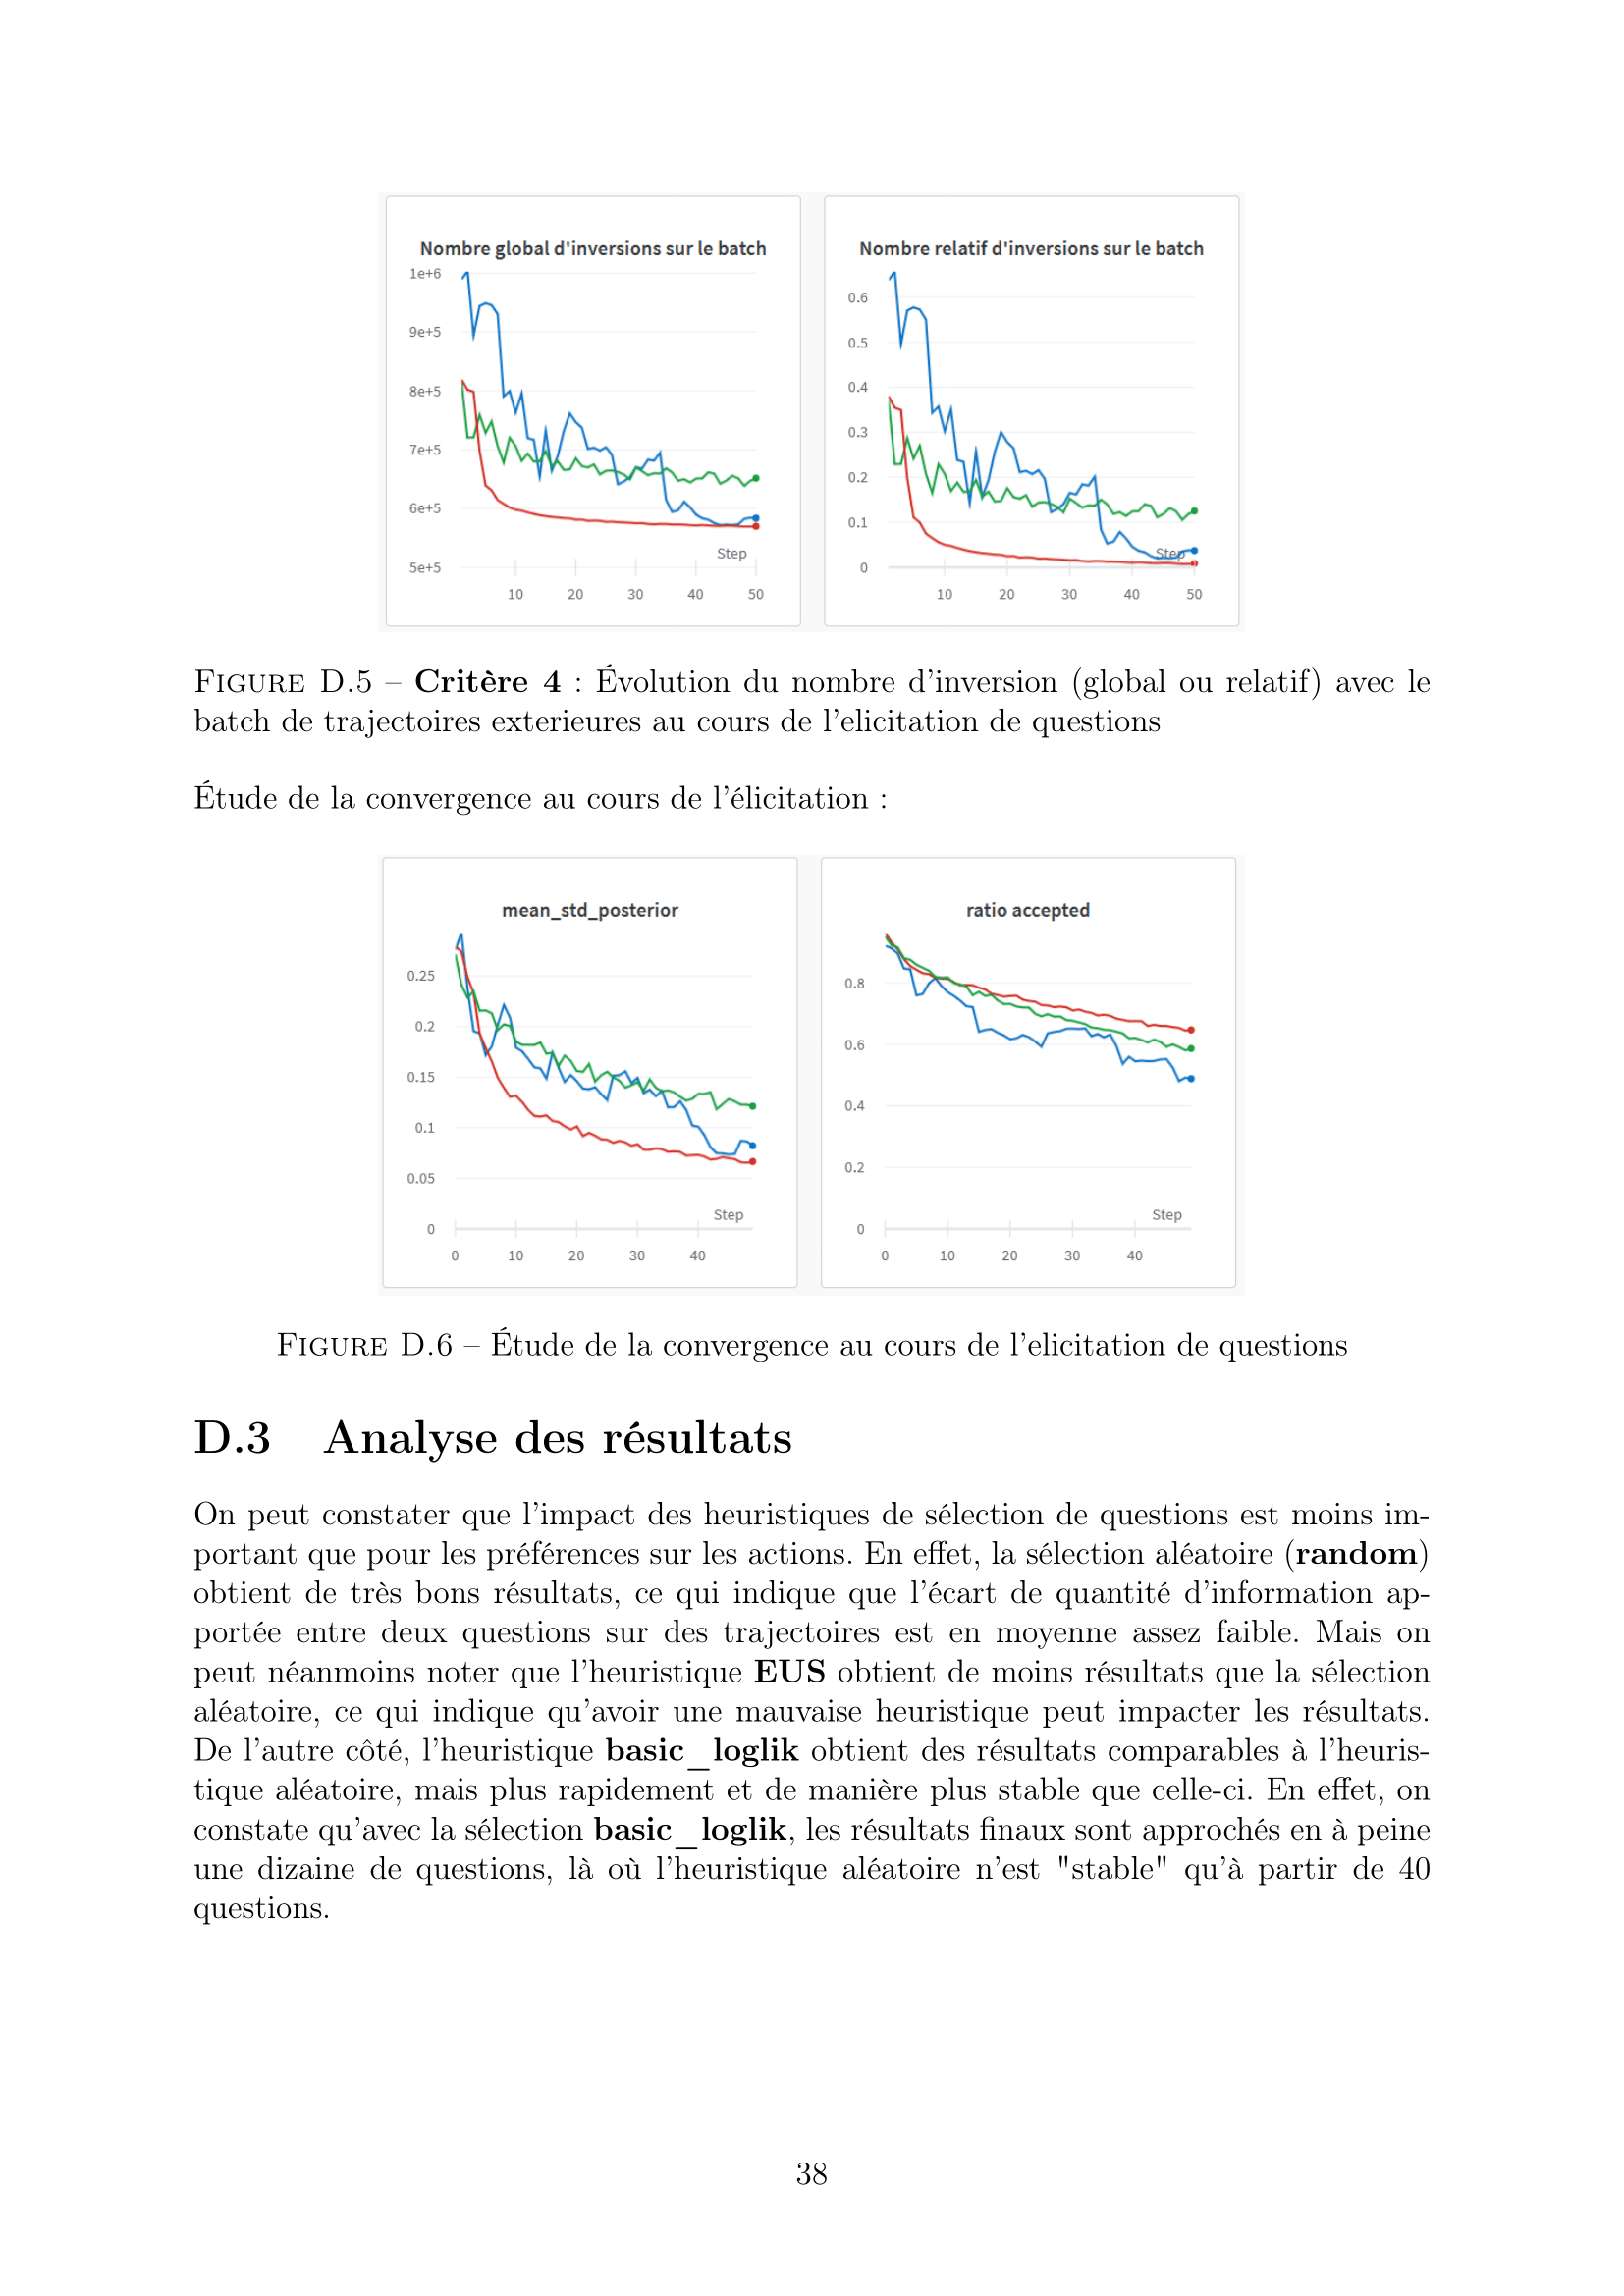 Nombre global d'inversions sur le batch
1e+6
9e+5
8e+5
7e+5
6e+5
5e+5
Step
10 20 30 40 50
Nombre relatif d'inversions sur le batch
0.6
0.5
0.4
0.3
0.2
0.1
0
Step
10 20 30 40 50
FIGURE D.5 – Critère 4 : Évolution du nombre d'inversion (global ou relatif) avec le
batch de trajectoires exterieures au cours de l'elicitation de questions
Étude de la convergence au cours de l'élicitation :
mean_std_posterior
0.25
0.2
0.15
0.1
0.05
0
Step
0 10 20 30 40
ratio accepted
0.8
0.6
0.4
0.2
0
Step
0 10 20 30 40
FIGURE D.6 – Étude de la convergence au cours de l'elicitation de questions
D.3 Analyse des résultats
On peut constater que l'impact des heuristiques de sélection de questions est moins im-
portant que pour les préférences sur les actions. En effet, la sélection aléatoire (random)
obtient de très bons résultats, ce qui indique que l'écart de quantité d'information ap-
portée entre deux questions sur des trajectoires est en moyenne assez faible. Mais on
peut néanmoins noter que l'heuristique EUS obtient de moins résultats que la sélection
aléatoire, ce qui indique qu'avoir une mauvaise heuristique peut impacter les résultats.
De l'autre côté, l'heuristique basic_loglik obtient des résultats comparables à l'heuris-
tique aléatoire, mais plus rapidement et de manière plus stable que celle-ci. En effet, on
constate qu'avec la sélection basic_loglik, les résultats finaux sont approchés en à peine
une dizaine de questions, là où l'heuristique aléatoire n'est "stable" qu'à partir de 40
questions.
38